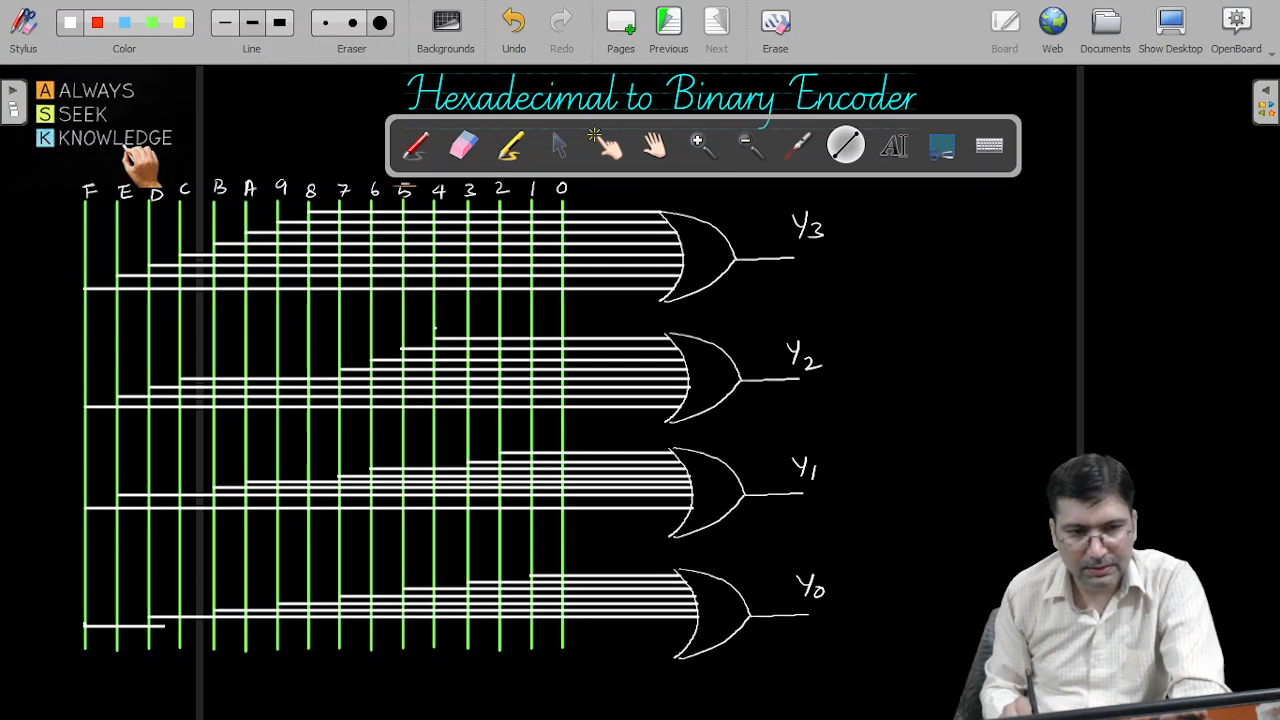 Stylus
Color
Line
Eraser
Backgrounds
Undo
Redo
Pages
Previous
Next
Erase
Board
Web
Documents
Show Desktop
OpenBoard
A ALWAYS
S SEEK
K KNOWLEDGE
Hexadecimal to Binary Encoder
AI
F E D C B A 9 8 7 6 5 4 3 2 1 0
Y3
Y2
Y1
Y0